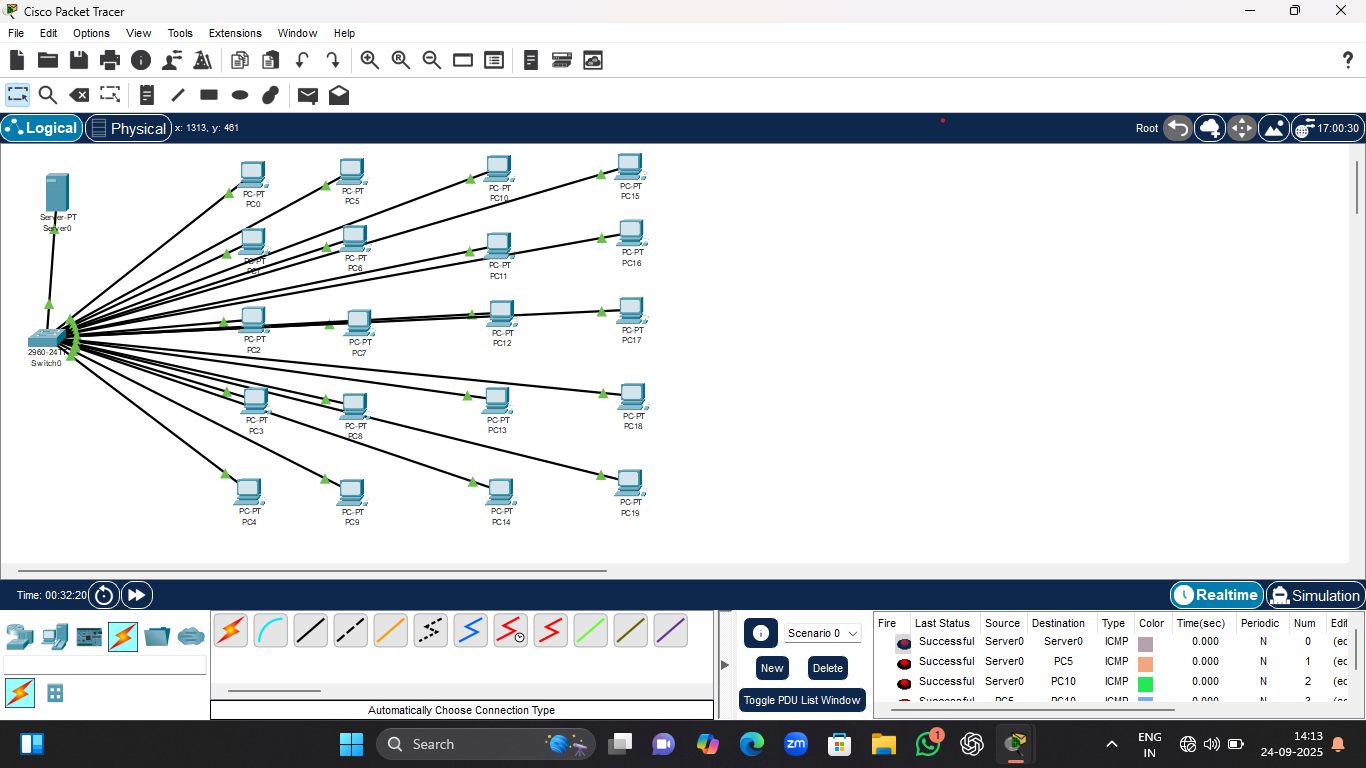 Cisco Packet Tracer
File Edit Options View Tools Extensions Window Help
Logical Physical x: 1313, y: 461 Root 17:00:30
Server-PT
Server0
2960-24TT
Switch0
PC-PT
PC0
PC-PT
PC5
PC-PT
PC10
PC-PT
PC15
PC-PT
PC1
PC-PT
PC6
PC-PT
PC11
PC-PT
PC16
PC-PT
PC2
PC-PT
PC7
PC-PT
PC12
PC-PT
PC17
PC-PT
PC3
PC-PT
PC8
PC-PT
PC13
PC-PT
PC18
PC-PT
PC4
PC-PT
PC9
PC-PT
PC14
PC-PT
PC19
Time: 00:32:20 Realtime Simulation
Automatically Choose Connection Type
Scenario 0
New Delete
Toggle PDU List Window
Fire Last Status Source Destination Type Color Time(sec) Periodic Num Edit
Successful Server0 Server0 ICMP 0.000 N 0 (ec
Successful Server0 PC5 ICMP 0.000 N 1 (ec
Successful Server0 PC10 ICMP 0.000 N 2 (ec
Successful PC5 PC10 ICMP 0.000 N 3 (ec
Search
zm
1
ENG
IN
14:13
24-09-2025